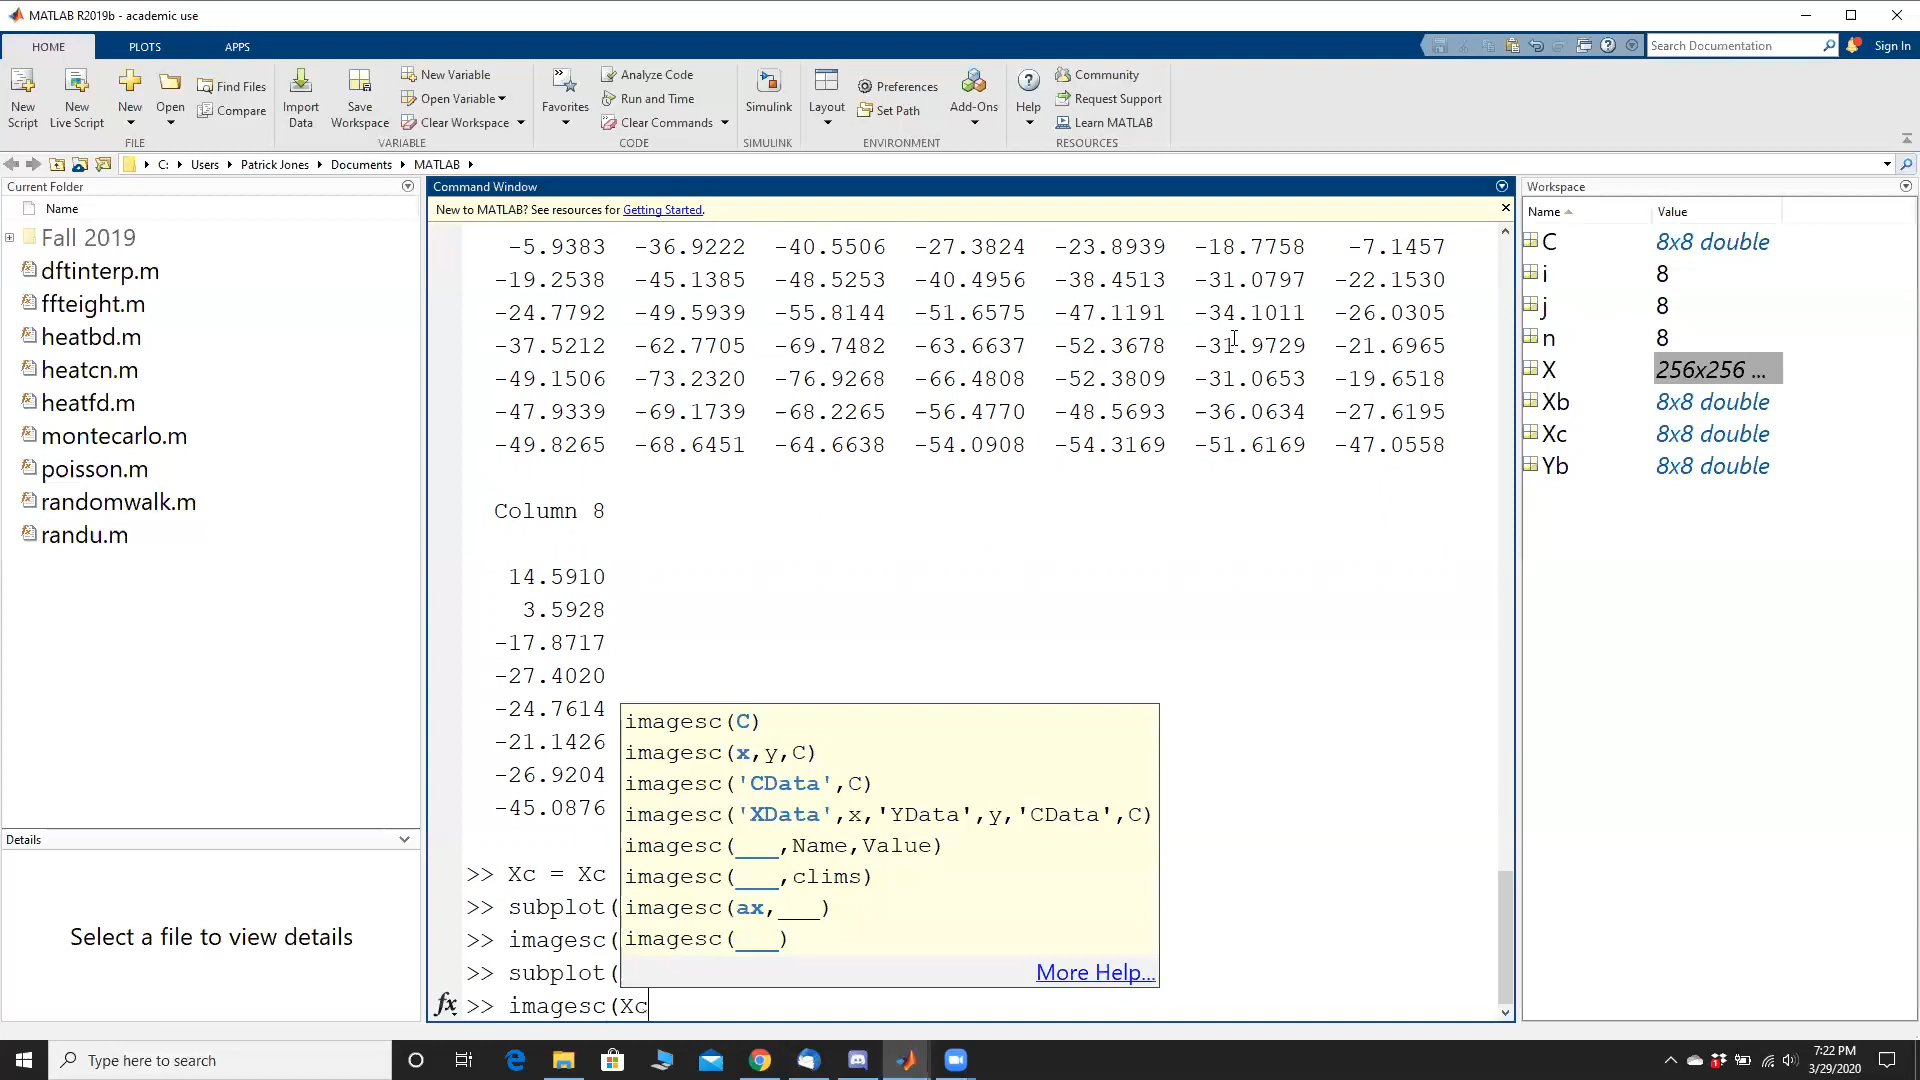 MATLAB R2019b - academic use
HOME PLOTS APPS
Search Documentation
Sign In
New Script
New Live Script
New
Open
Find Files
Compare
Import Data
Save Workspace
New Variable
Open Variable
Clear Workspace
Favorites
Analyze Code
Run and Time
Clear Commands
Simulink
Layout
Preferences
Set Path
Add-Ons
Help
Community
Request Support
Learn MATLAB
FILE VARIABLE CODE SIMULINK ENVIRONMENT RESOURCES
C: Users Patrick Jones Documents MATLAB
Current Folder
Name
Fall 2019
dftinterp.m
ffteight.m
heatbd.m
heatcn.m
heatfd.m
montecarlo.m
poisson.m
randomwalk.m
randu.m
Details
Select a file to view details
Command Window
New to MATLAB? See resources for Getting Started.
-5.9383 -36.9222 -40.5506 -27.3824 -23.8939 -18.7758 -7.1457
-19.2538 -45.1385 -48.5253 -40.4956 -38.4513 -31.0797 -22.1530
-24.7792 -49.5939 -55.8144 -51.6575 -47.1191 -34.1011 -26.0305
-37.5212 -62.7705 -69.7482 -63.6637 -52.3678 -31.9729 -21.6965
-49.1506 -73.2320 -76.9268 -66.4808 -52.3809 -31.0653 -19.6518
-47.9339 -69.1739 -68.2265 -56.4770 -48.5693 -36.0634 -27.6195
-49.8265 -68.6451 -64.6638 -54.0908 -54.3169 -51.6169 -47.0558
Column 8
14.5910
3.5928
-17.8717
-27.4020
-24.7614
-21.1426
-26.9204
-45.0876
>> Xc = Xc
>> subplot(
>> imagesc(
>> subplot(
fx >> imagesc(Xc
imagesc(C)
imagesc(x,y,C)
imagesc('CData',C)
imagesc('XData',x,'YData',y,'CData',C)
imagesc(___,Name,Value)
imagesc(___,clims)
imagesc(ax,___)
imagesc(___)
More Help...
Workspace
Name Value
C 8x8 double
i 8
j 8
n 8
X 256x256 ...
Xb 8x8 double
Xc 8x8 double
Yb 8x8 double
Type here to search
7:22 PM
3/29/2020